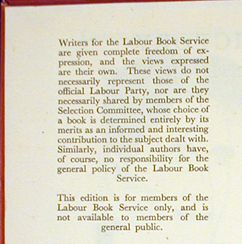 Writers for the Labour Book Service
are given complete freedom of ex-
pression, and the views expressed
are their own. These views do not
necessarily represent those of the
official Labour Party, nor are they
necessarily shared by members of the
Selection Committee, whose choice of
a book is determined entirely by its
merits as an informed and interesting
contribution to the subject dealt with.
Similarly, individual authors have,
of course, no responsibility for the
general policy of the Labour Book
Service.
This edition is for members of the
Labour Book Service only, and is
not available to members of the
general public.